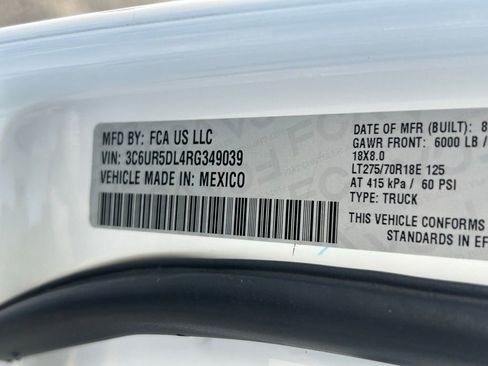 MFD BY: FCA US LLC
VIN: 3C6UR5DL4RG349039
VEHICLE MADE IN: MEXICO
DATE OF MFR (BUILT): 8
GAWR FRONT: 6000 LB /
18X8.0
LT275/70R18E 125
AT 415 kPa / 60 PSI
TYPE: TRUCK
THIS VEHICLE CONFORMS
STANDARDS IN EF